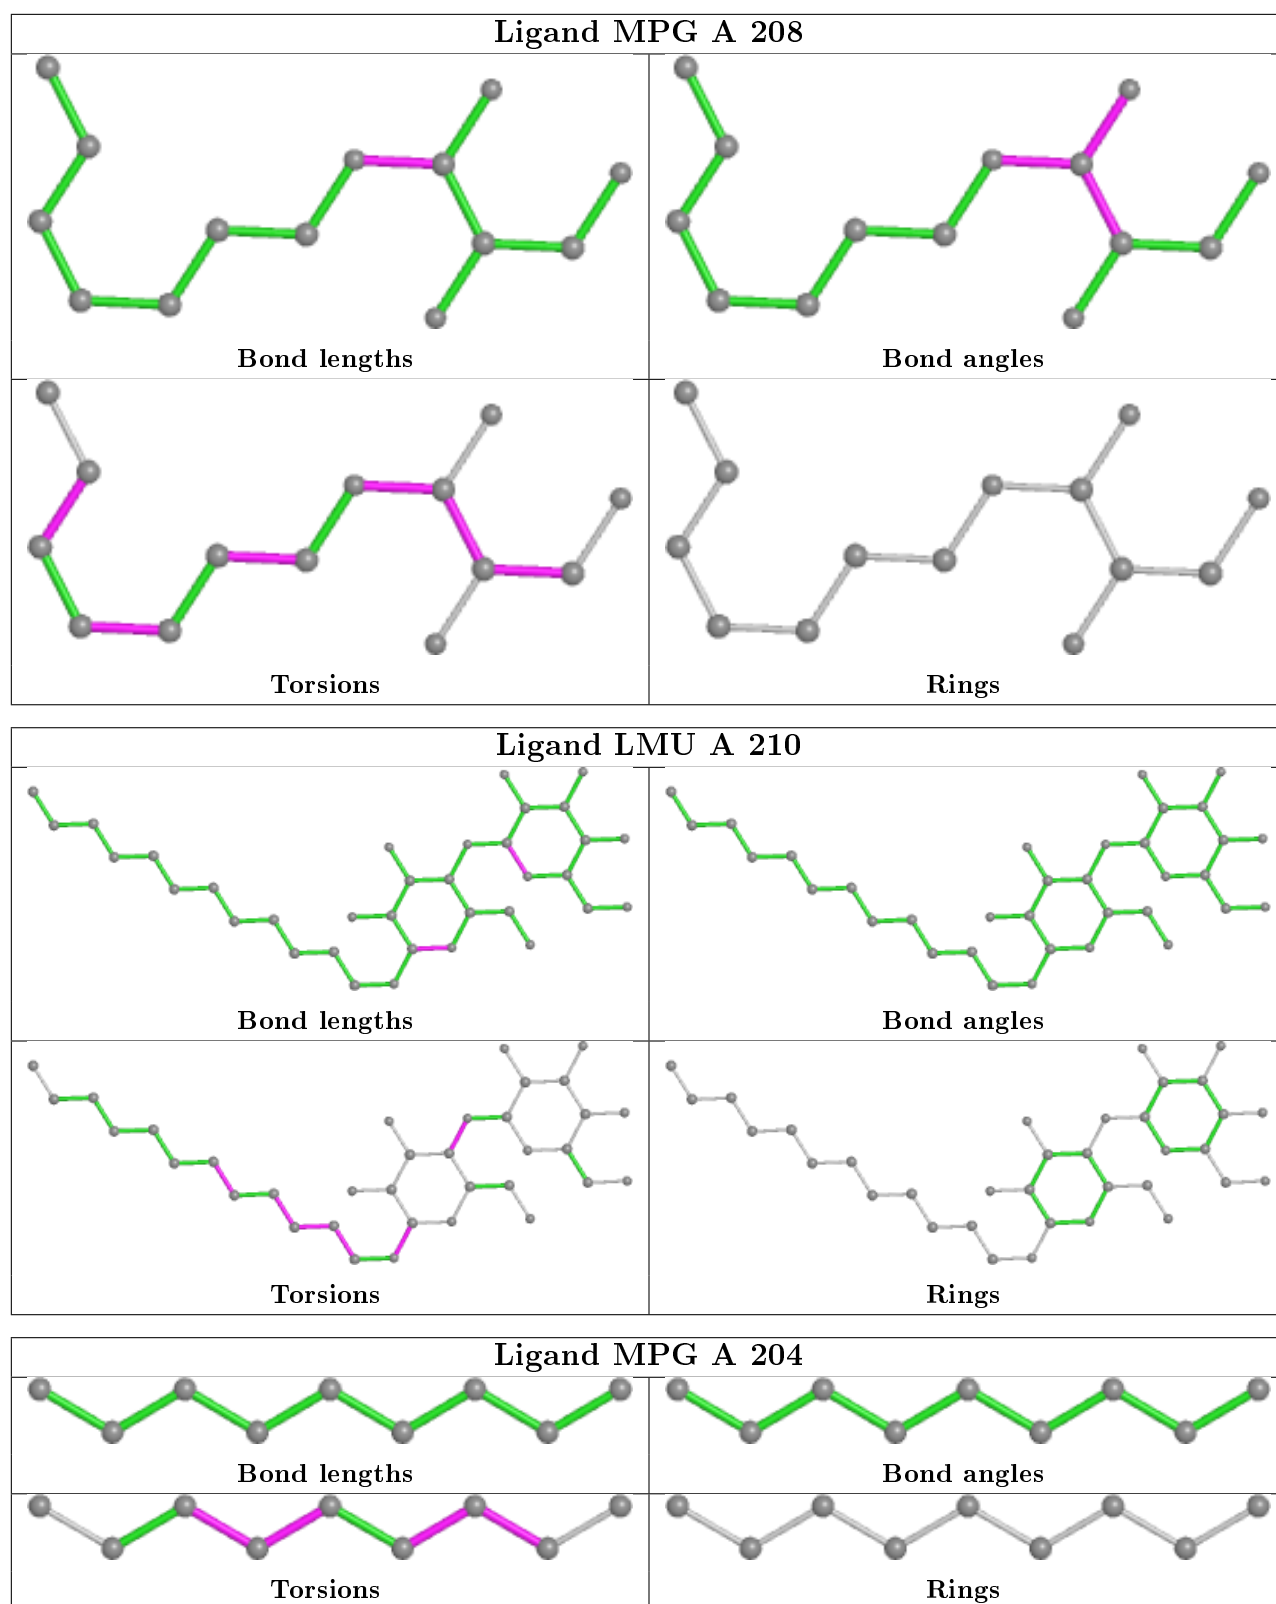 Ligand MPG A 208
Bond lengths
Bond angles
Torsions
Rings
Ligand LMU A 210
Bond lengths
Bond angles
Torsions
Rings
Ligand MPG A 204
Bond lengths
Bond angles
Torsions
Rings